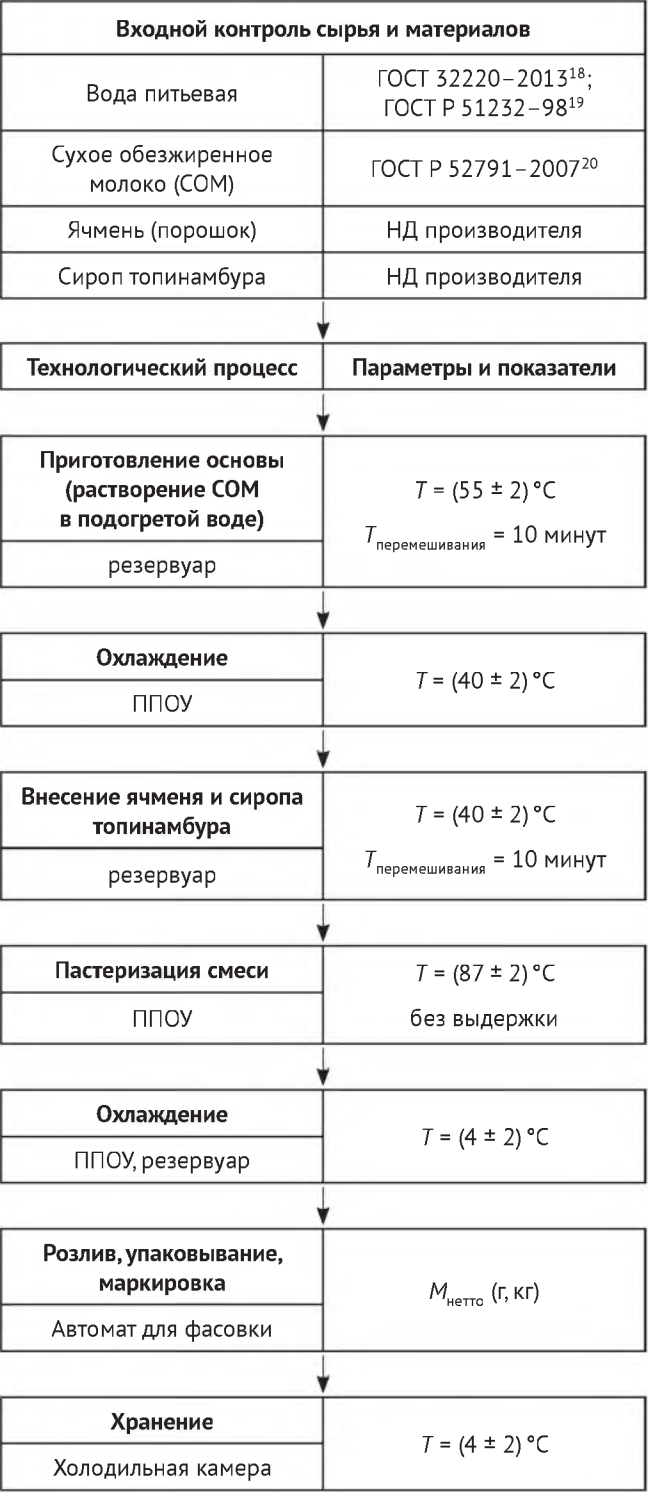 Входной контроль сырья и материалов
Вода питьевая
ГОСТ 32220–2013¹⁸;
ГОСТ Р 51232–98¹⁹
Сухое обезжиренное
молоко (СОМ)
ГОСТ Р 52791–2007²⁰
Ячмень (порошок)
НД производителя
Сироп топинамбура
НД производителя
Технологический процесс
Параметры и показатели
Приготовление основы
(растворение СОМ
в подогретой воде)
резервуар
T = (55 ± 2) °C
Tперемешивания = 10 минут
Охлаждение
ППОУ
T = (40 ± 2) °C
Внесение ячменя и сиропа
топинамбура
резервуар
T = (40 ± 2) °C
Tперемешивания = 10 минут
Пастеризация смеси
ППОУ
T = (87 ± 2) °C
без выдержки
Охлаждение
ППОУ, резервуар
T = (4 ± 2) °C
Розлив, упаковывание,
маркировка
Автомат для фасовки
Mнетто (г, кг)
Хранение
Холодильная камера
T = (4 ± 2) °C